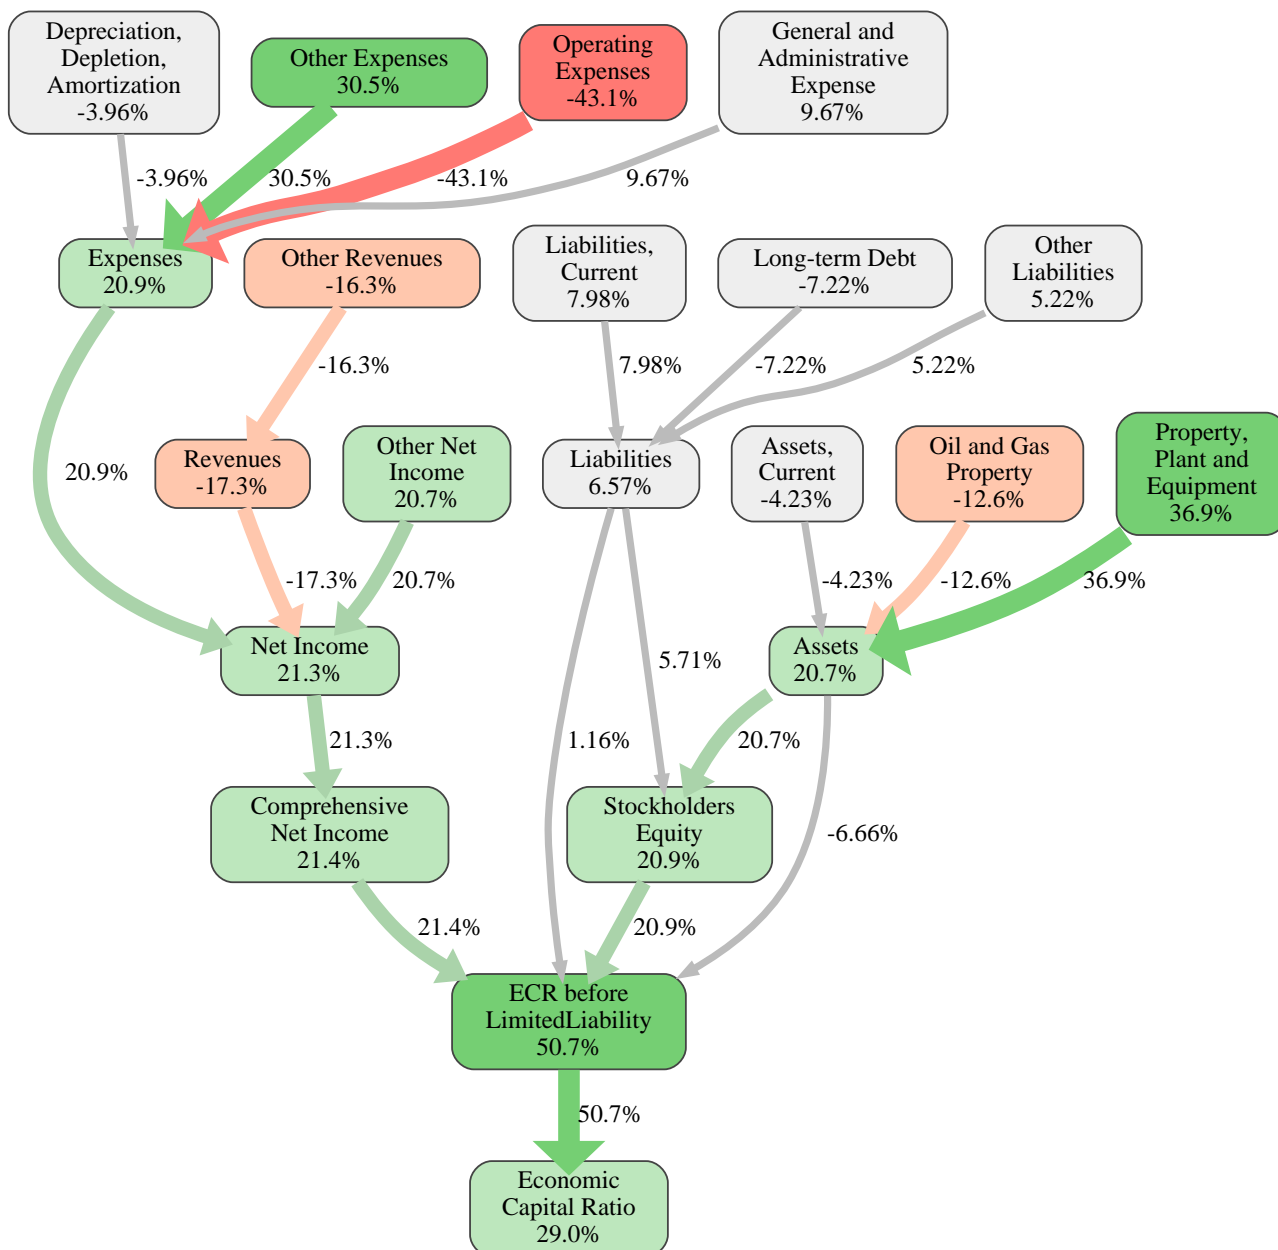 Depreciation,
Depletion,
Amortization
-3.96%
Other Expenses
30.5%
Operating
Expenses
-43.1%
General and
Administrative
Expense
9.67%
-3.96%
30.5%
-43.1%
9.67%
Expenses
20.9%
Other Revenues
-16.3%
Liabilities,
Current
7.98%
Long-term Debt
-7.22%
Other
Liabilities
5.22%
-16.3%
7.98%
-7.22%
5.22%
20.9%
Revenues
-17.3%
Other Net
Income
20.7%
Liabilities
6.57%
Assets,
Current
-4.23%
Oil and Gas
Property
-12.6%
Property,
Plant and
Equipment
36.9%
-17.3%
20.7%
-4.23%
-12.6%
36.9%
Net Income
21.3%
5.71%
Assets
20.7%
21.3%
1.16%
20.7%
Comprehensive
Net Income
21.4%
Stockholders
Equity
20.9%
-6.66%
21.4%
20.9%
ECR before
LimitedLiability
50.7%
50.7%
Economic
Capital Ratio
29.0%